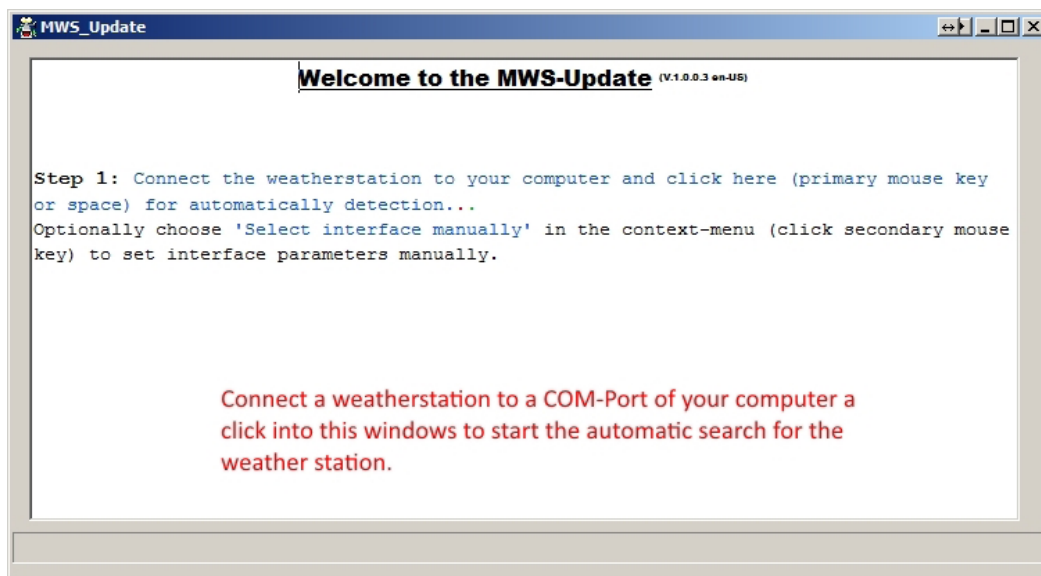 MWS_Update
Welcome to the MWS-Update (V.1.0.0.3 en-US)
Step 1: Connect the weatherstation to your computer and click here (primary mouse key
or space) for automatically detection...
Optionally choose 'Select interface manually' in the context-menu (click secondary mouse
key) to set interface parameters manually.
Connect a weatherstation to a COM-Port of your computer a
click into this windows to start the automatic search for the
weather station.